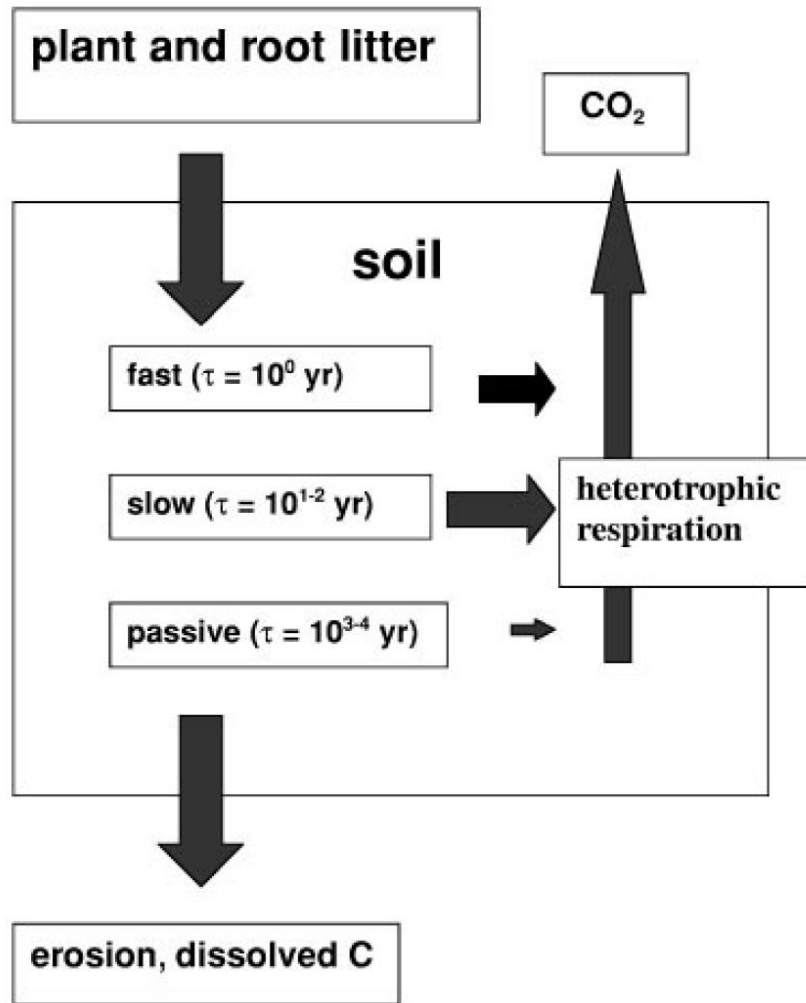 plant and root litter
CO₂
soil
fast (τ = 10⁰ yr)
slow (τ = 10¹⁻² yr)
heterotrophic
respiration
passive (τ = 10³⁻⁴ yr)
erosion, dissolved C